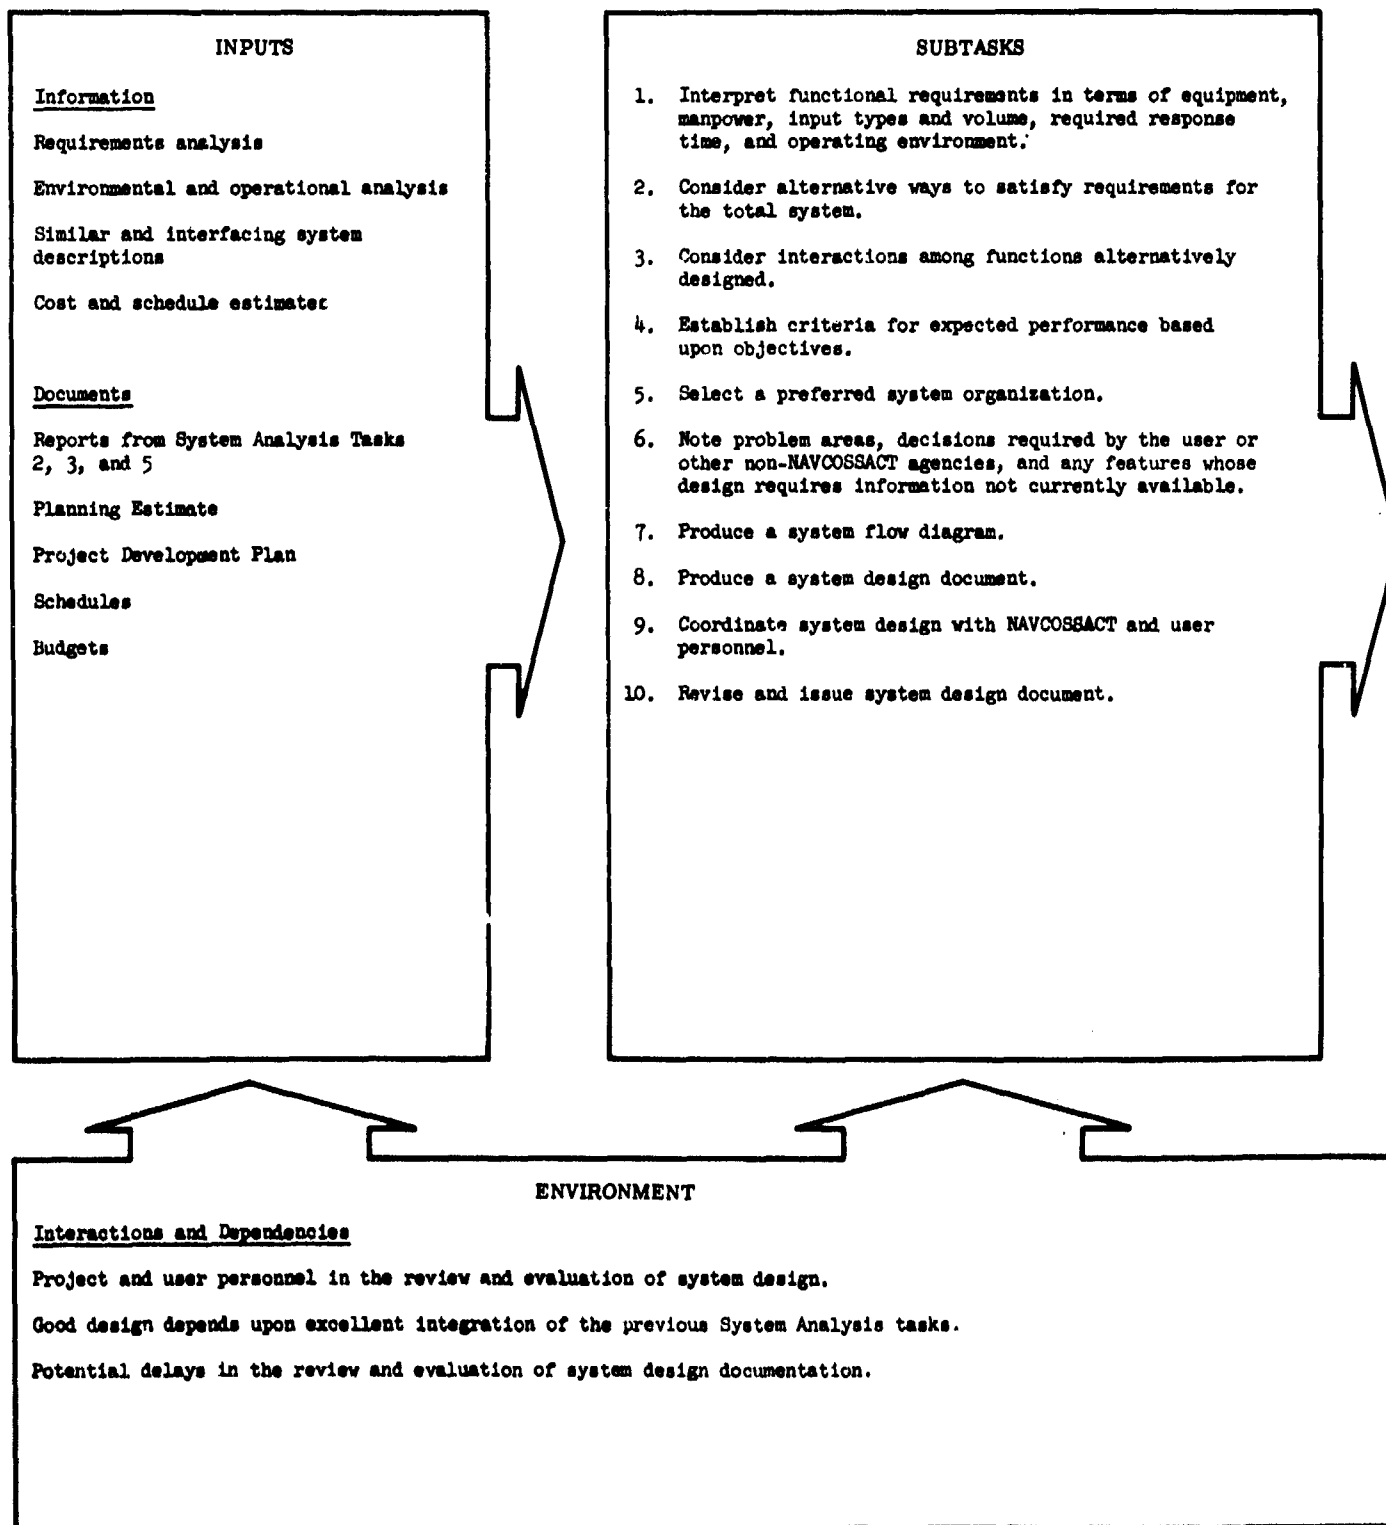 INPUTS
Information
Requirements analysis
Environmental and operational analysis
Similar and interfacing system
descriptions
Cost and schedule estimates
Documents
Reports from System Analysis Tasks
2, 3, and 5
Planning Estimate
Project Development Plan
Schedules
Budgets
SUBTASKS
1. Interpret functional requirements in terms of equipment,
manpower, input types and volume, required response
time, and operating environment.
2. Consider alternative ways to satisfy requirements for
the total system.
3. Consider interactions among functions alternatively
designed.
4. Establish criteria for expected performance based
upon objectives.
5. Select a preferred system organization.
6. Note problem areas, decisions required by the user or
other non-NAVCOSSACT agencies, and any features whose
design requires information not currently available.
7. Produce a system flow diagram.
8. Produce a system design document.
9. Coordinate system design with NAVCOSSACT and user
personnel.
10. Revise and issue system design document.
ENVIRONMENT
Interactions and Dependencies
Project and user personnel in the review and evaluation of system design.
Good design depends upon excellent integration of the previous System Analysis tasks.
Potential delays in the review and evaluation of system design documentation.